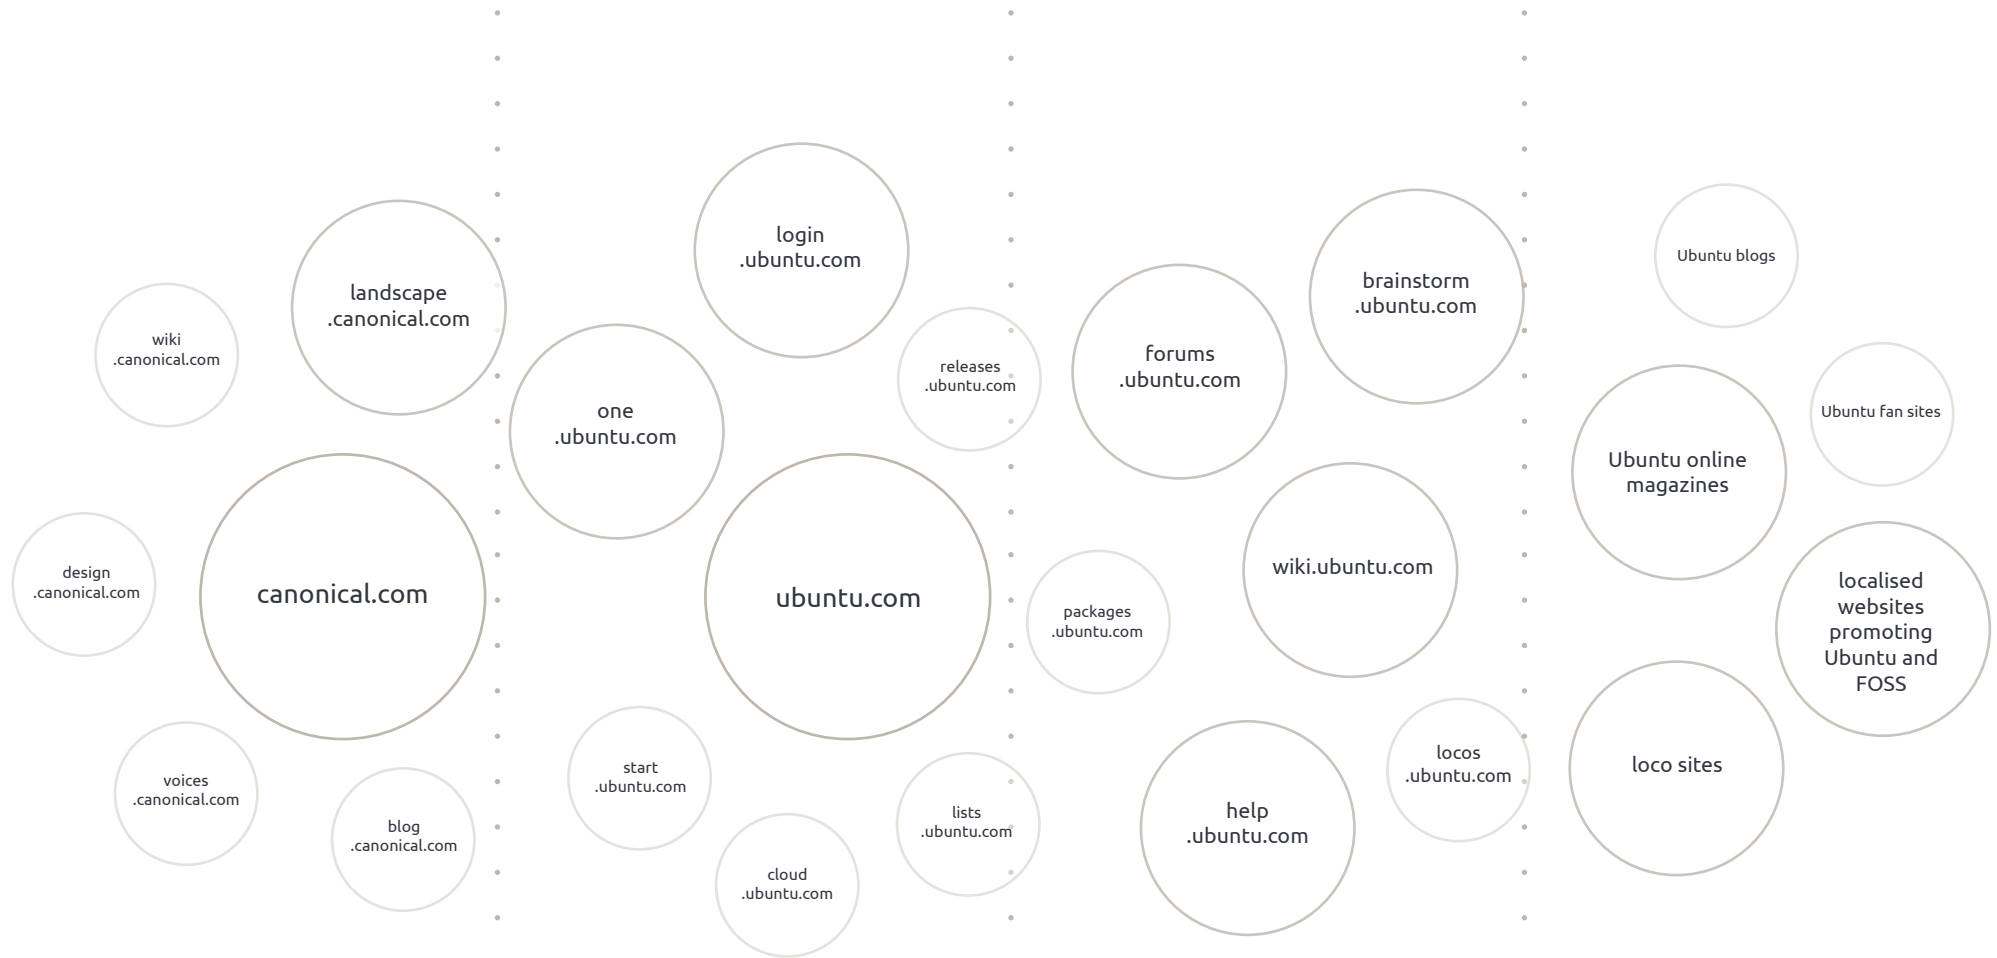 wiki
.canonical.com
landscape
.canonical.com
design
.canonical.com
canonical.com
voices
.canonical.com
blog
.canonical.com
login
.ubuntu.com
one
.ubuntu.com
releases
.ubuntu.com
ubuntu.com
start
.ubuntu.com
cloud
.ubuntu.com
lists
.ubuntu.com
forums
.ubuntu.com
brainstorm
.ubuntu.com
wiki.ubuntu.com
packages
.ubuntu.com
help
.ubuntu.com
locos
.ubuntu.com
Ubuntu blogs
Ubuntu fan sites
Ubuntu online
magazines
localised
websites
promoting
Ubuntu and
FOSS
loco sites